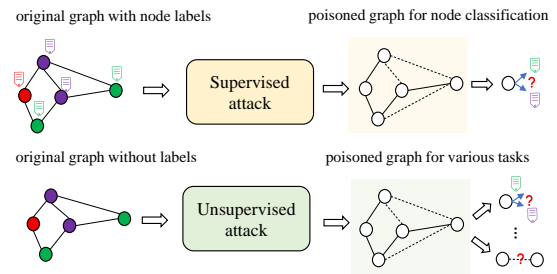 original graph with node labels
poisoned graph for node classification
Supervised
attack
?
original graph without labels
poisoned graph for various tasks
Unsupervised
attack
?
⋮
?